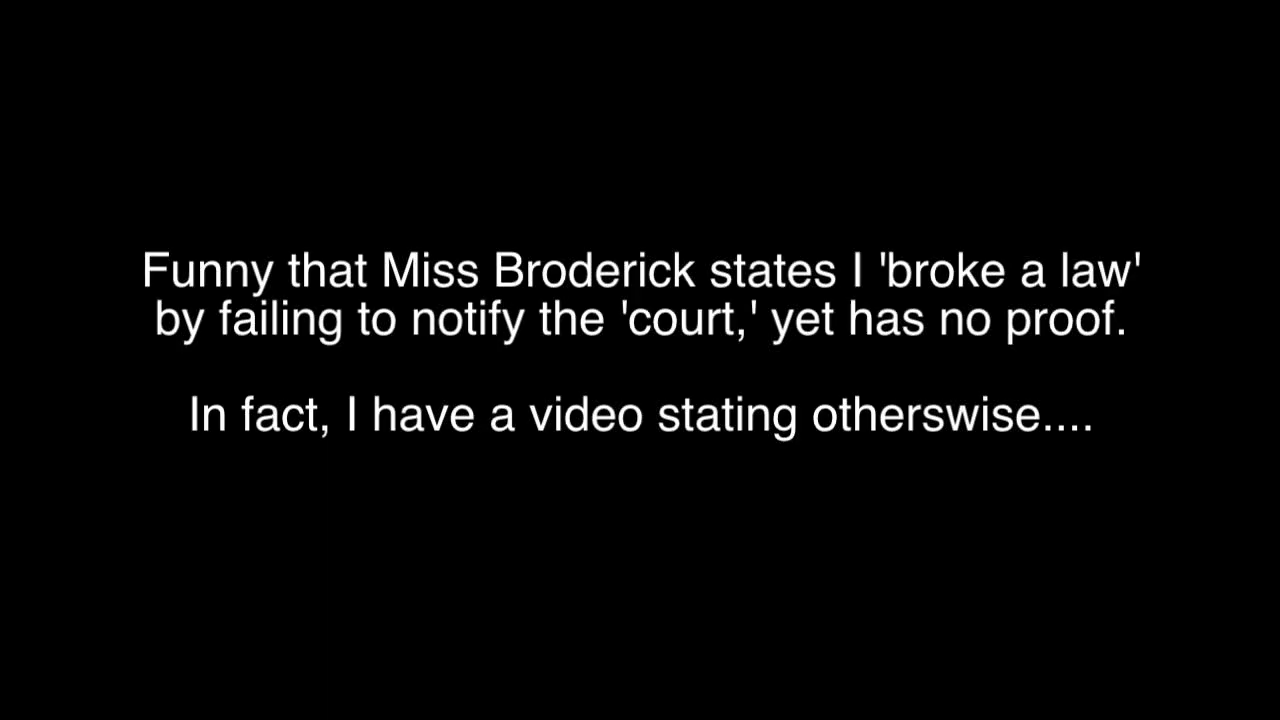 Funny that Miss Broderick states I 'broke a law'
by failing to notify the 'court,' yet has no proof.
In fact, I have a video stating otherswise....